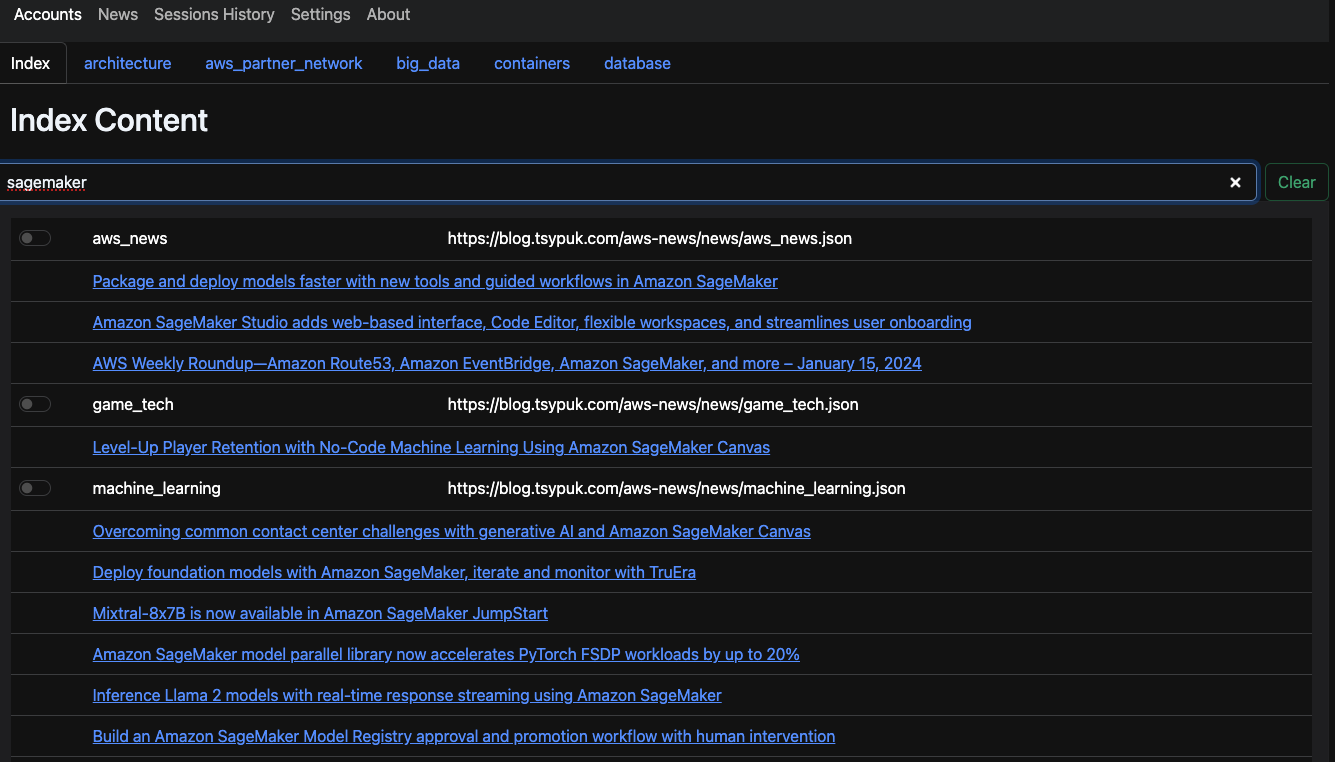 Accounts News Sessions History Settings About
Index architecture aws_partner_network big_data containers database
Index Content
sagemaker × Clear
aws_news https://blog.tsypuk.com/aws-news/news/aws_news.json
Package and deploy models faster with new tools and guided workflows in Amazon SageMaker
Amazon SageMaker Studio adds web-based interface, Code Editor, flexible workspaces, and streamlines user onboarding
AWS Weekly Roundup—Amazon Route53, Amazon EventBridge, Amazon SageMaker, and more – January 15, 2024
game_tech https://blog.tsypuk.com/aws-news/news/game_tech.json
Level-Up Player Retention with No-Code Machine Learning Using Amazon SageMaker Canvas
machine_learning https://blog.tsypuk.com/aws-news/news/machine_learning.json
Overcoming common contact center challenges with generative AI and Amazon SageMaker Canvas
Deploy foundation models with Amazon SageMaker, iterate and monitor with TruEra
Mixtral-8x7B is now available in Amazon SageMaker JumpStart
Amazon SageMaker model parallel library now accelerates PyTorch FSDP workloads by up to 20%
Inference Llama 2 models with real-time response streaming using Amazon SageMaker
Build an Amazon SageMaker Model Registry approval and promotion workflow with human intervention